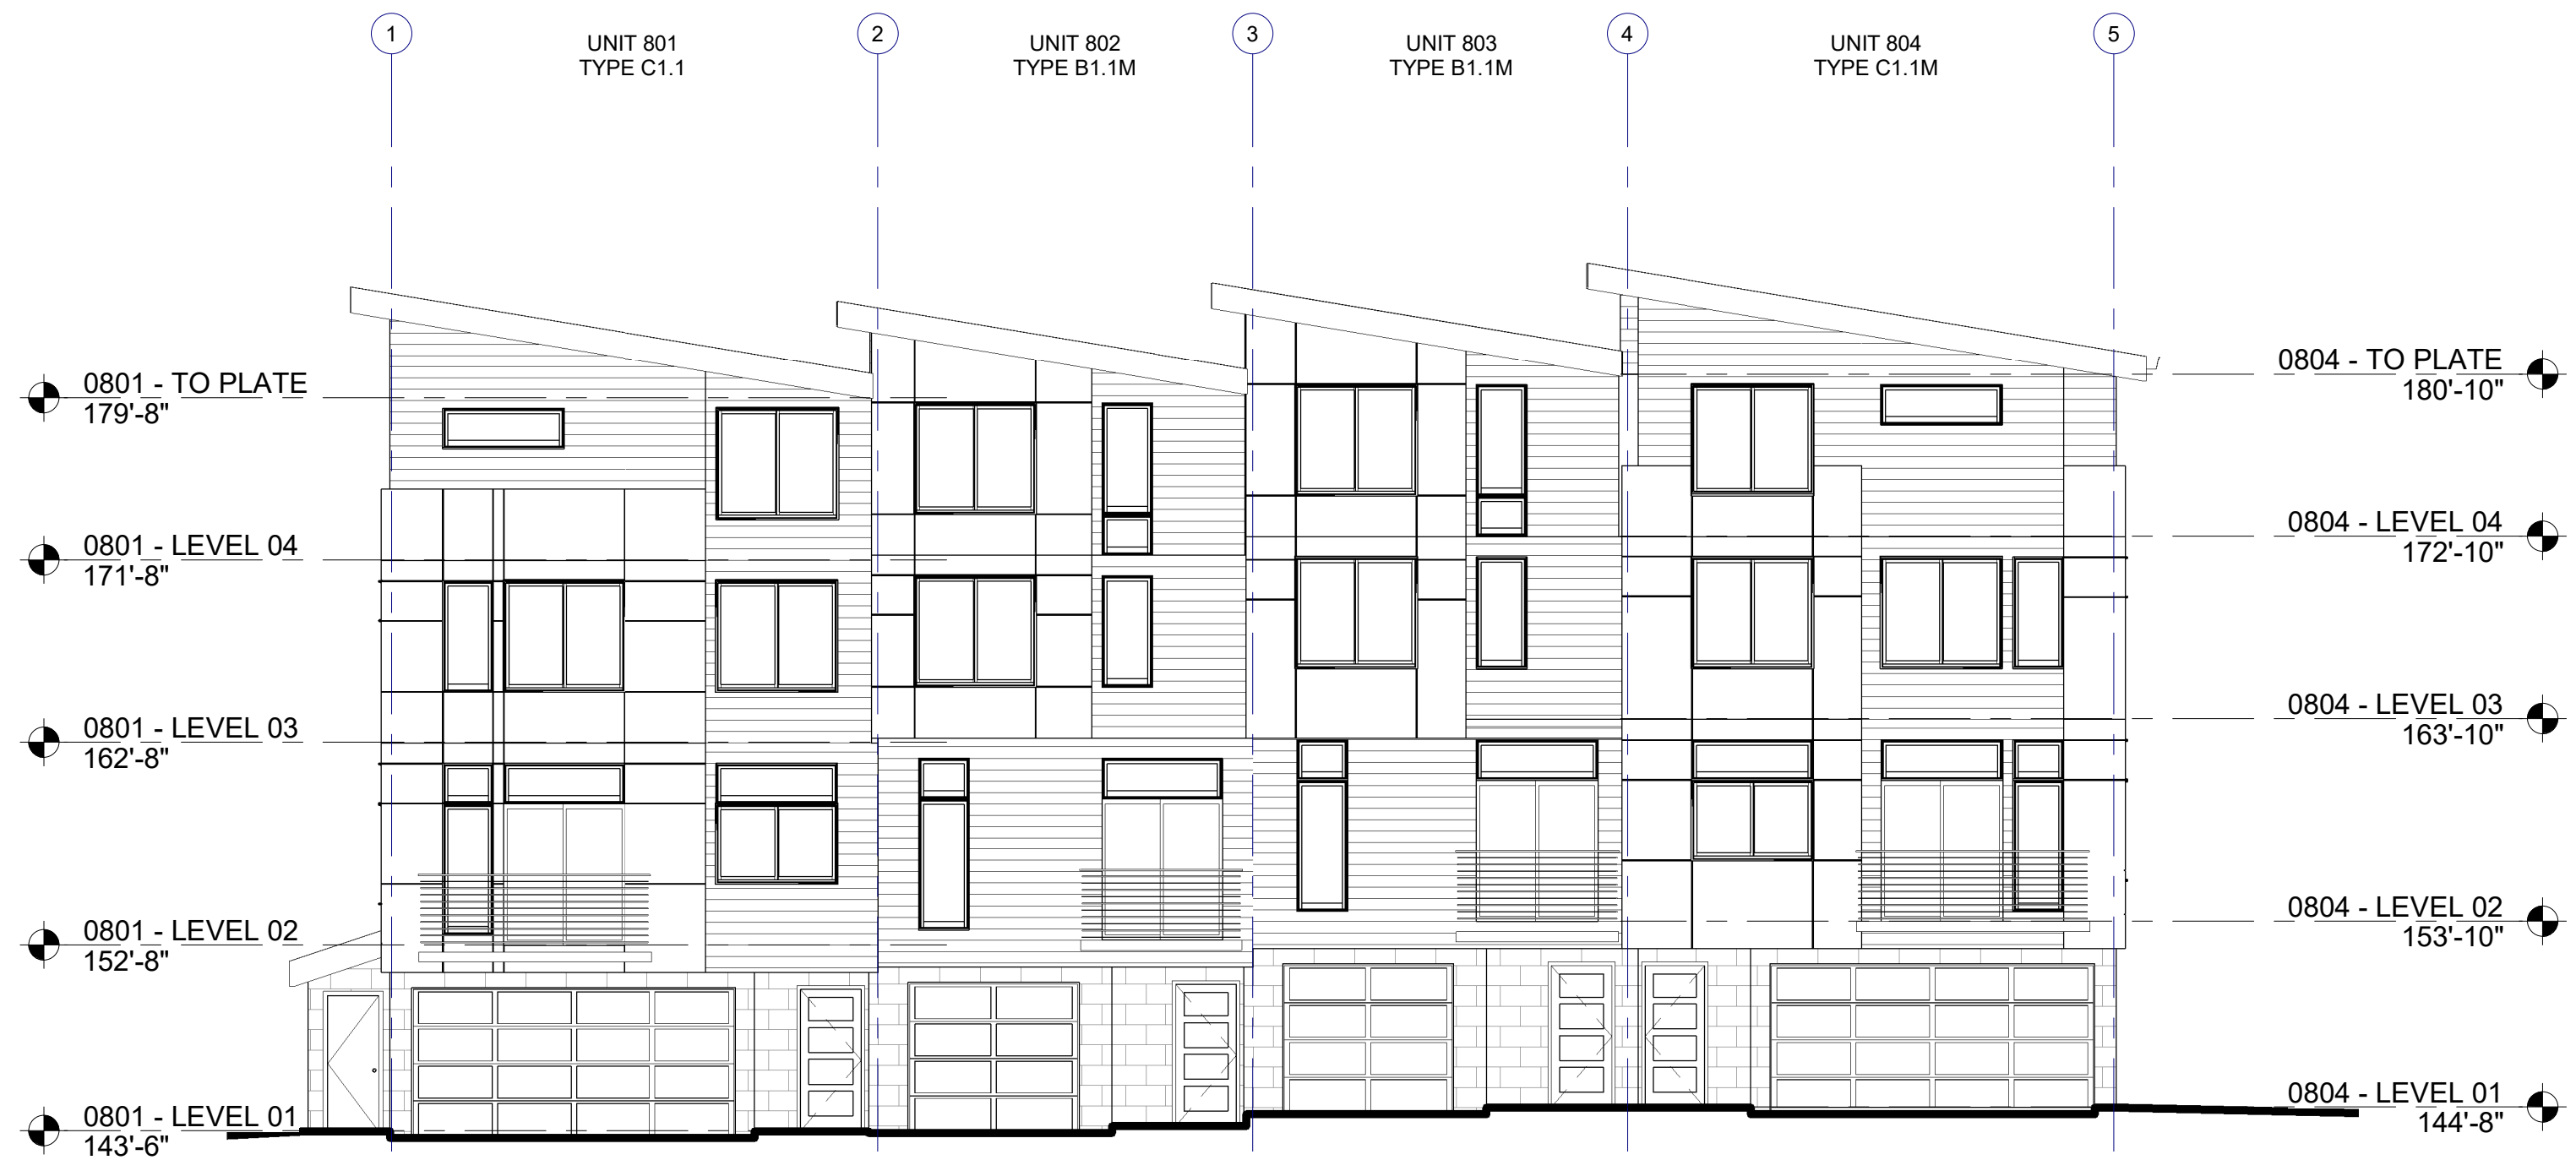 1
2
3
4
5
UNIT 801
TYPE C1.1
UNIT 802
TYPE B1.1M
UNIT 803
TYPE B1.1M
UNIT 804
TYPE C1.1M
0801 - TO PLATE
179'-8"
0801 - LEVEL 04
171'-8"
0801 - LEVEL 03
162'-8"
0801 - LEVEL 02
152'-8"
0801 - LEVEL 01
143'-6"
0804 - TO PLATE
180'-10"
0804 - LEVEL 04
172'-10"
0804 - LEVEL 03
163'-10"
0804 - LEVEL 02
153'-10"
0804 - LEVEL 01
144'-8"